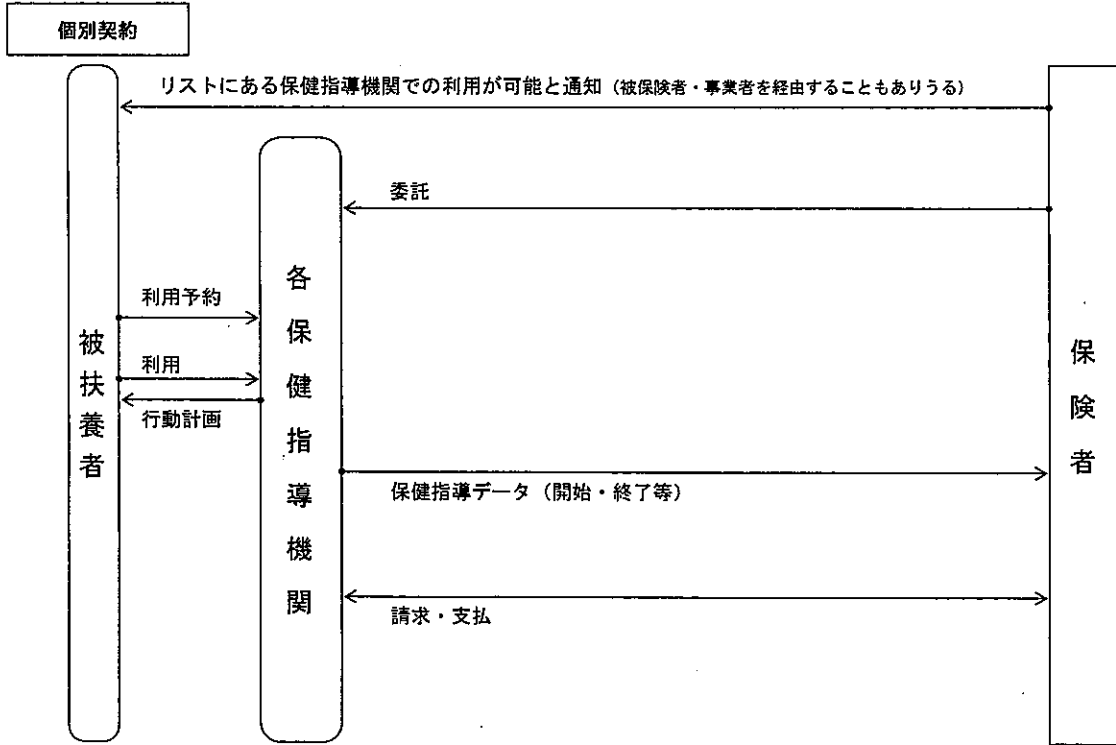 個別契約
リストにある保健指導機関での利用が可能と通知（被保険者・事業者を経由することもありうる）
委託
利用予約
利用
行動計画
被扶養者
各保健指導機関
保険者
保健指導データ（開始・終了等）
請求・支払